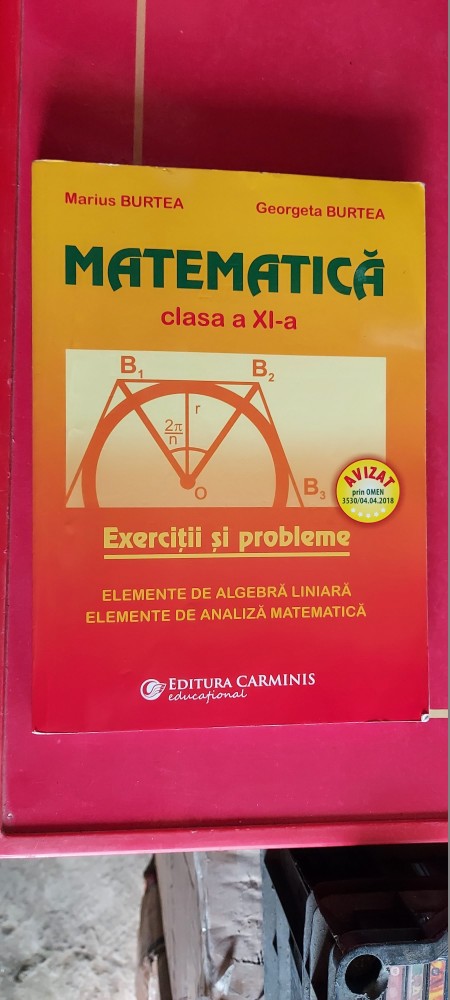 Marius BURTEA
Georgeta BURTEA
MATEMATICĂ
clasa a XI-a
B1
B2
2π
n
r
O
B3
AVIZAT
prin OMEN
3530/04.04.2018
Exerciții și probleme
ELEMENTE DE ALGEBRĂ LINIARĂ
ELEMENTE DE ANALIZĂ MATEMATICĂ
EDITURA CARMINIS
educațional